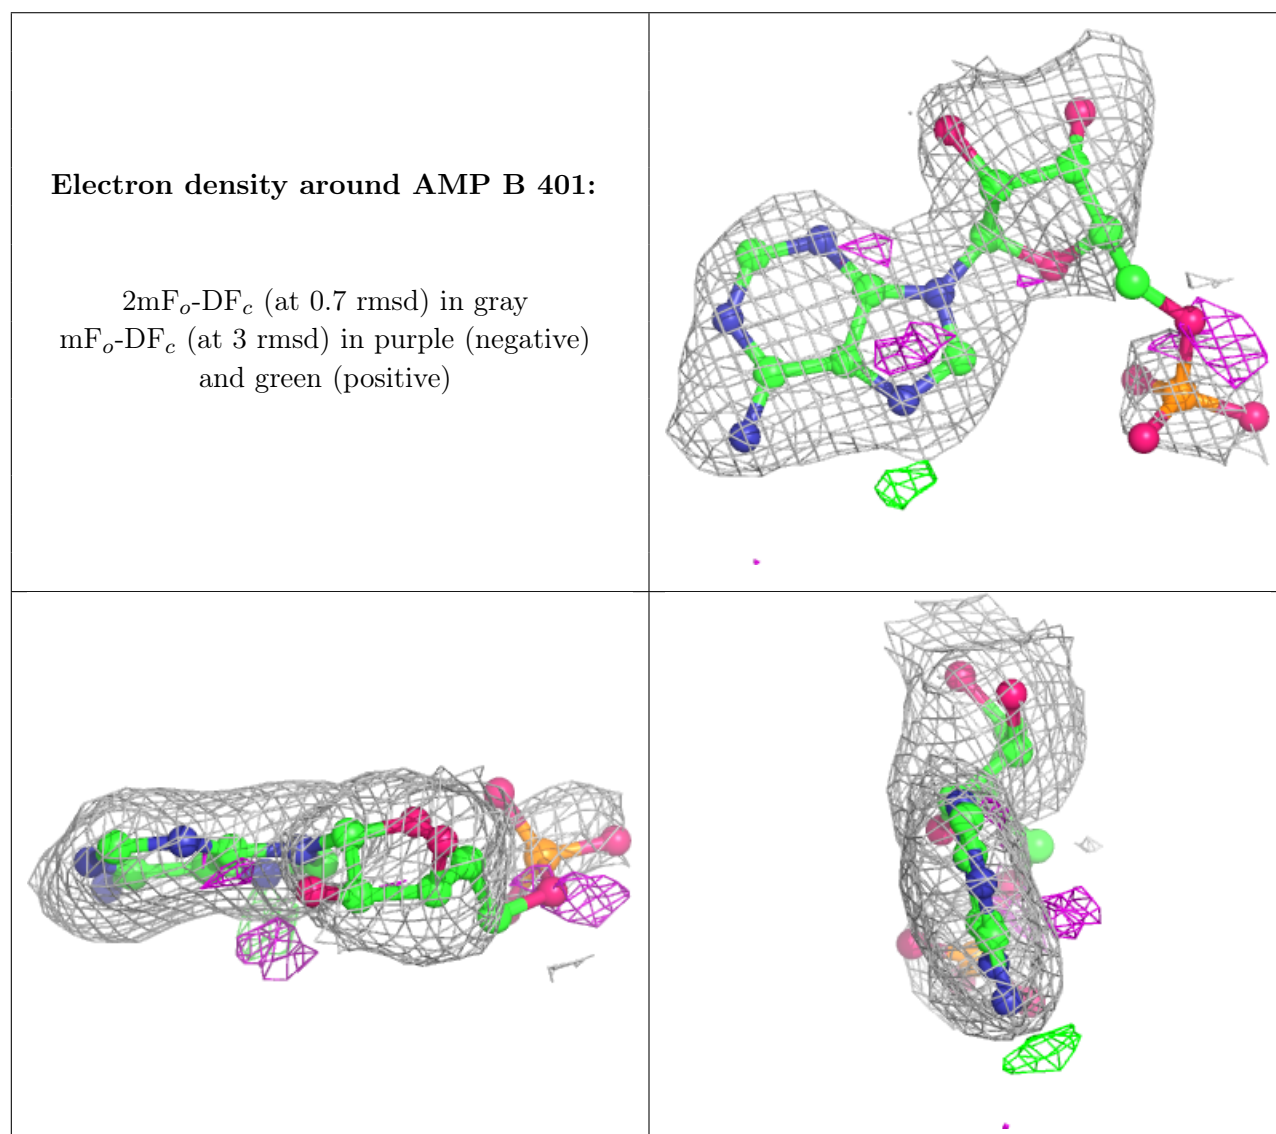 Electron density around AMP B 401:
2mFo-DFc (at 0.7 rmsd) in gray
mFo-DFc (at 3 rmsd) in purple (negative)
and green (positive)